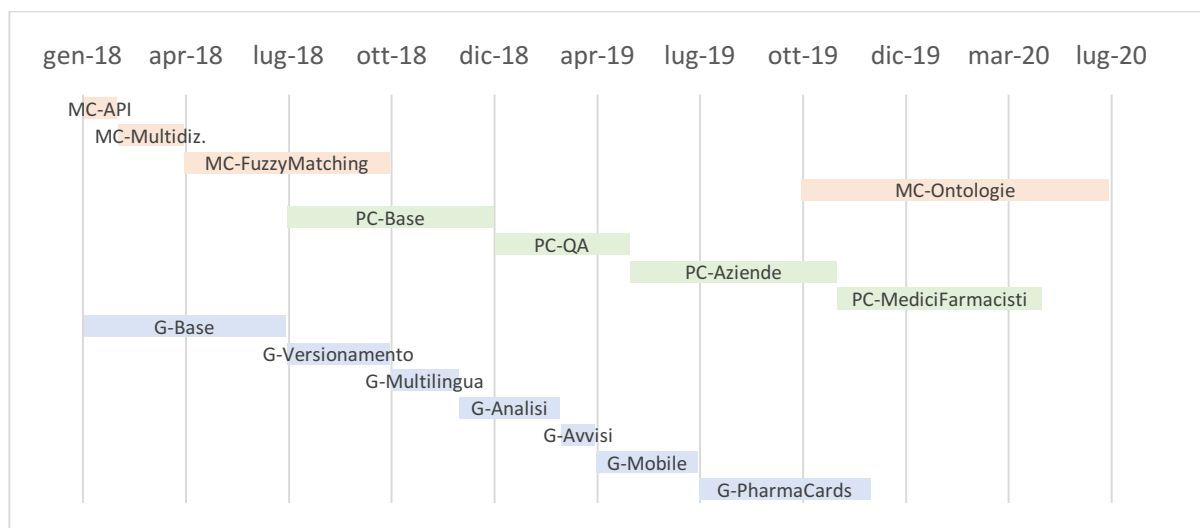 gen-18 apr-18 lug-18 ott-18 dic-18 apr-19 lug-19 ott-19 dic-19 mar-20 lug-20
MC-API
MC-Multidiz.
MC-FuzzyMatching
MC-Ontologie
PC-Base
PC-QA
PC-Aziende
PC-MediciFarmacisti
G-Base
G-Versionamento
G-Multilingua
G-Analisi
G-Avvisi
G-Mobile
G-PharmaCards